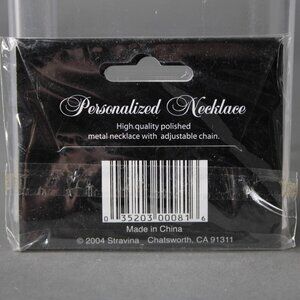 Personalized Necklace
High quality polished
metal necklace with adjustable chain.
0 35203 00081 6
Made in China
© 2004 Stravina Chatsworth, CA 91311